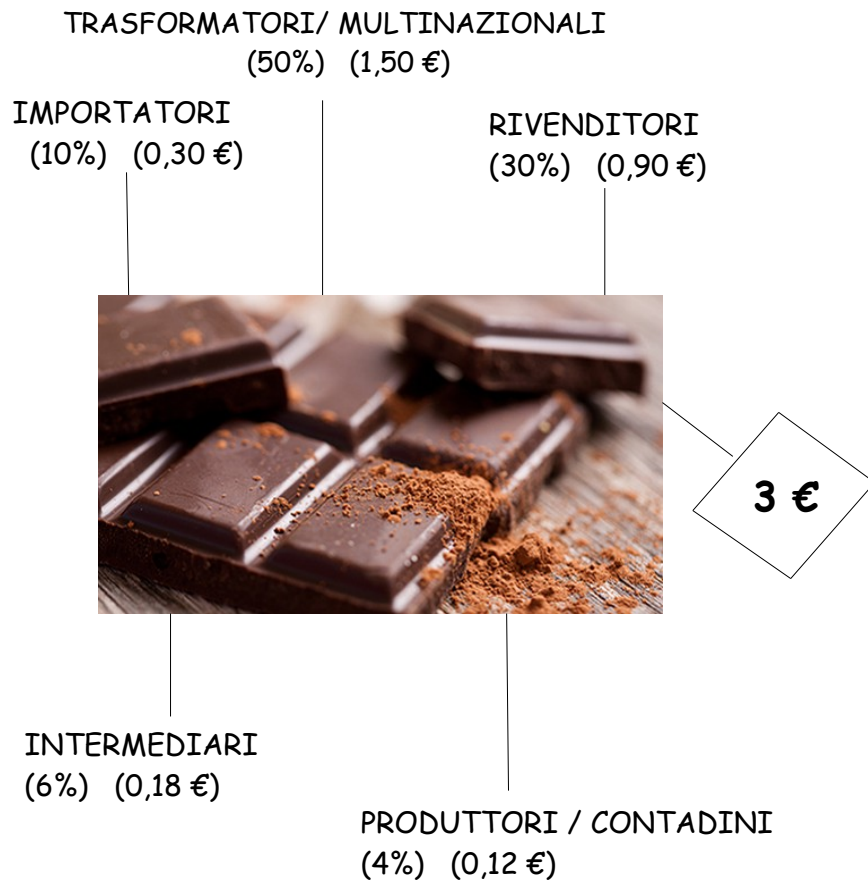 TRASFORMATORI/ MULTINAZIONALI
(50%) (1,50 €)
IMPORTATORI
(10%) (0,30 €)
RIVENDITORI
(30%) (0,90 €)
3 €
INTERMEDIARI
(6%) (0,18 €)
PRODUTTORI / CONTADINI
(4%) (0,12 €)